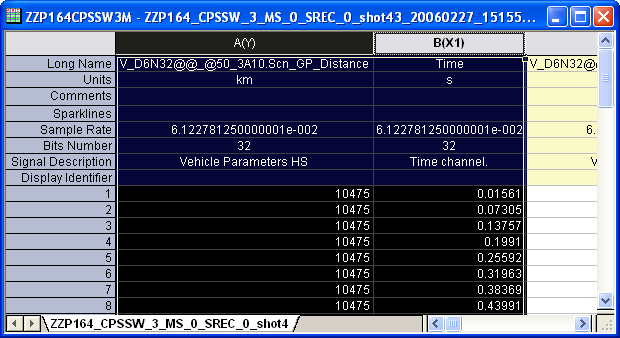 ZZP164CPSSW3M - ZZP164_CPSSW_3_MS_0_SREC_0_shot43_20060227_15155...
A(Y) B(X1)
Long Name V_D6N32@@_@50_3A10.Scn_GP_Distance Time V_D6N32@
Units km s
Comments
Sparklines
Sample Rate 6.122781250000001e-002 6.122781250000001e-002 6.
Bits Number 32 32
Signal Description Vehicle Parameters HS Time channel. V
Display Identifier
1 10475 0.01561
2 10475 0.07305
3 10475 0.13757
4 10475 0.1991
5 10475 0.25592
6 10475 0.31963
7 10475 0.38369
8 10475 0.43991
ZZP164_CPSSW_3_MS_0_SREC_0_shot4